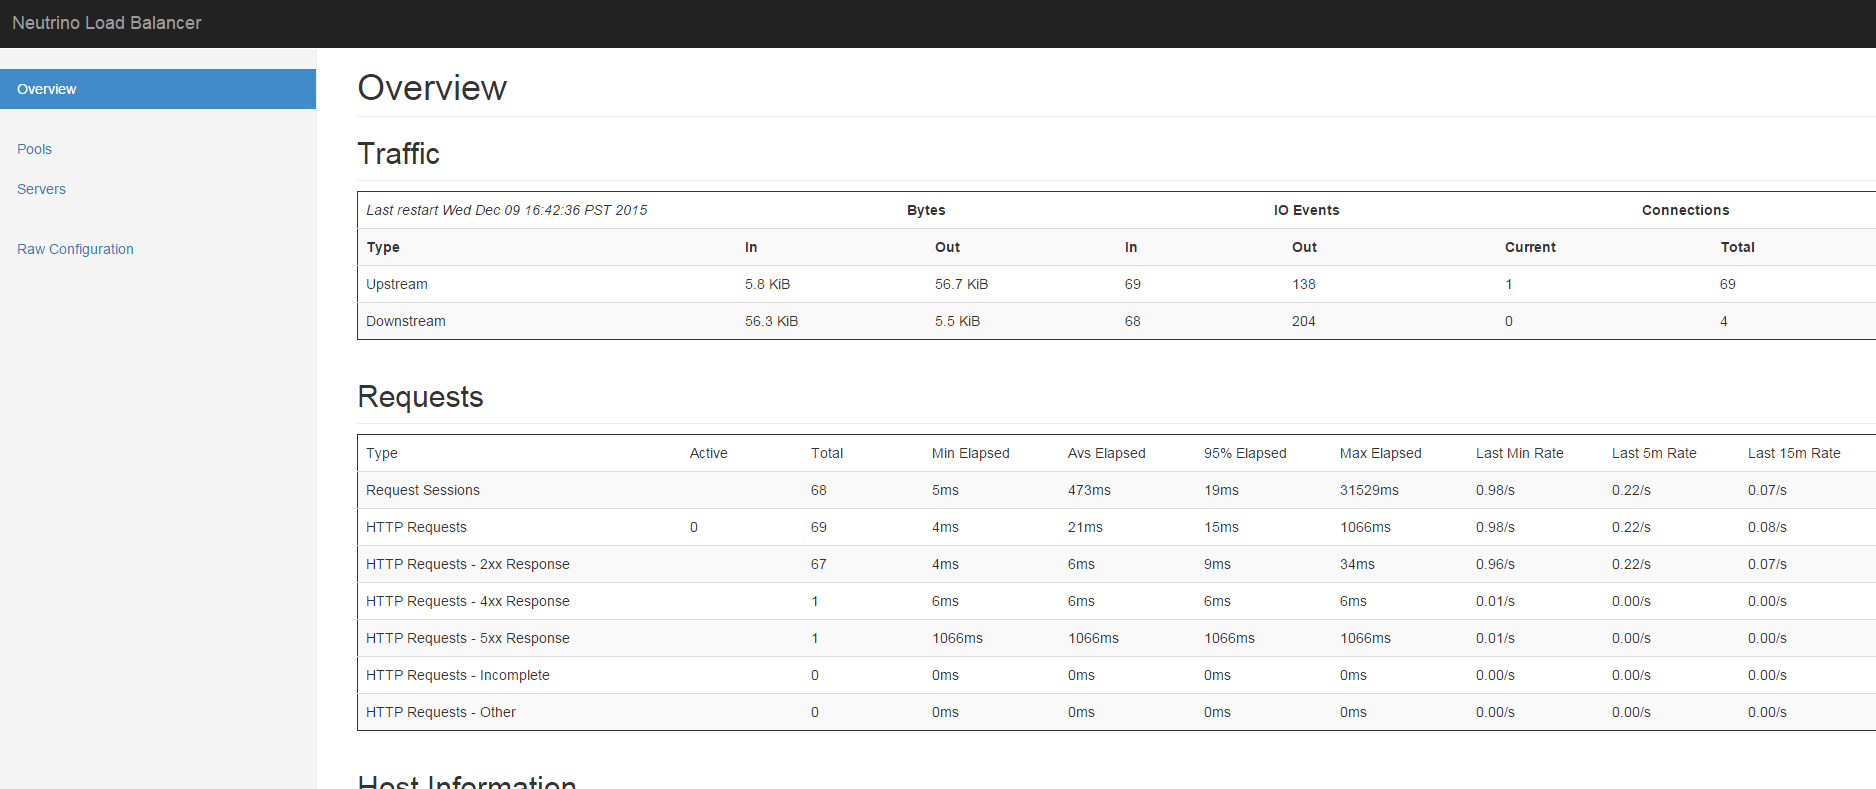 Neutrino Load Balancer
Overview
Pools
Servers
Raw Configuration
Overview
Traffic
Last restart Wed Dec 09 16:42:36 PST 2015 Bytes IO Events Connections
Type In Out In Out Current Total
Upstream 5.8 KiB 56.7 KiB 69 138 1 69
Downstream 56.3 KiB 5.5 KiB 68 204 0 4
Requests
Type Active Total Min Elapsed Avs Elapsed 95% Elapsed Max Elapsed Last Min Rate Last 5m Rate Last 15m Rate
Request Sessions 68 5ms 473ms 19ms 31529ms 0.98/s 0.22/s 0.07/s
HTTP Requests 0 69 4ms 21ms 15ms 1066ms 0.98/s 0.22/s 0.08/s
HTTP Requests - 2xx Response 67 4ms 6ms 9ms 34ms 0.96/s 0.22/s 0.07/s
HTTP Requests - 4xx Response 1 6ms 6ms 6ms 6ms 0.01/s 0.00/s 0.00/s
HTTP Requests - 5xx Response 1 1066ms 1066ms 1066ms 1066ms 0.01/s 0.00/s 0.00/s
HTTP Requests - Incomplete 0 0ms 0ms 0ms 0ms 0.00/s 0.00/s 0.00/s
HTTP Requests - Other 0 0ms 0ms 0ms 0ms 0.00/s 0.00/s 0.00/s
Host Information